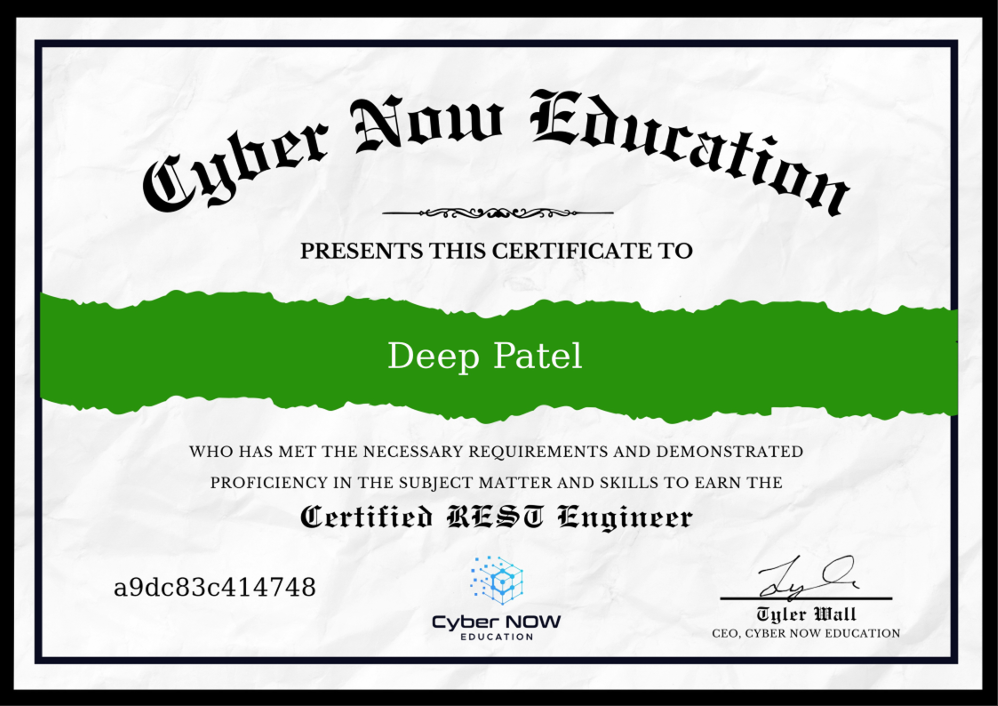 Cyber Now Education
PRESENTS THIS CERTIFICATE TO
Deep Patel
WHO HAS MET THE NECESSARY REQUIREMENTS AND DEMONSTRATED
PROFICIENCY IN THE SUBJECT MATTER AND SKILLS TO EARN THE
Certified REST Engineer
a9dc83c414748
Cyber NOW
EDUCATION
Tyler Wall
CEO, CYBER NOW EDUCATION